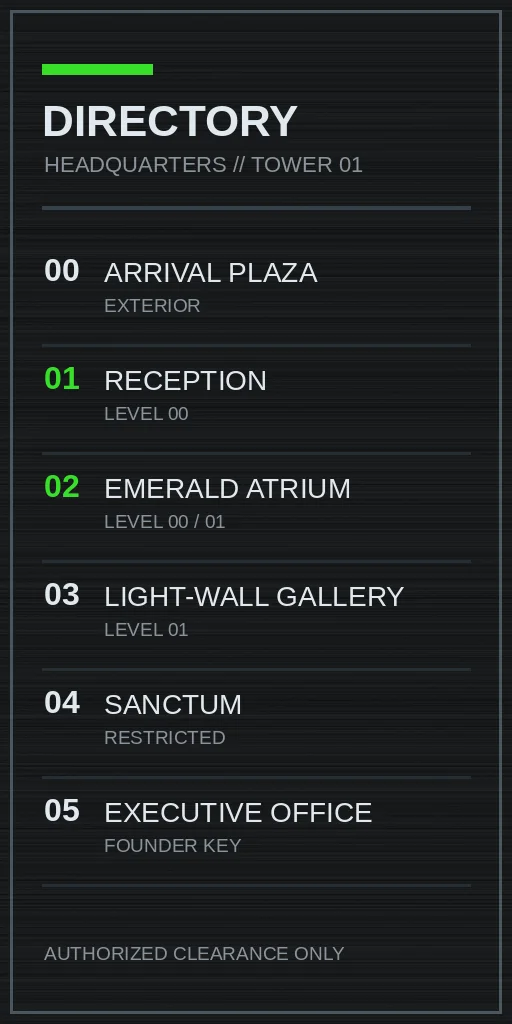 DIRECTORY
HEADQUARTERS // TOWER 01
00 ARRIVAL PLAZA
EXTERIOR
01 RECEPTION
LEVEL 00
02 EMERALD ATRIUM
LEVEL 00 / 01
03 LIGHT-WALL GALLERY
LEVEL 01
04 SANCTUM
RESTRICTED
05 EXECUTIVE OFFICE
FOUNDER KEY
AUTHORIZED CLEARANCE ONLY